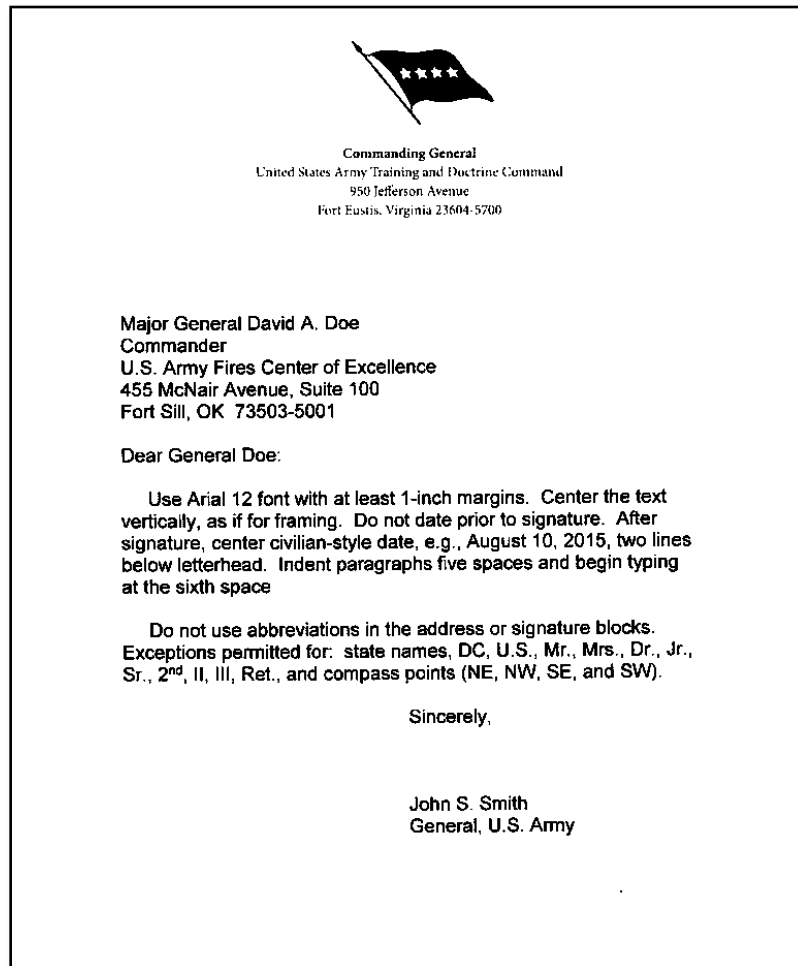 Commanding General
United States Army Training and Doctrine Command
950 Jefferson Avenue
Fort Eustis, Virginia 23604-5700
Major General David A. Doe
Commander
U.S. Army Fires Center of Excellence
455 McNair Avenue, Suite 100
Fort Sill, OK  73503-5001
Dear General Doe:
Use Arial 12 font with at least 1-inch margins.  Center the text
vertically, as if for framing.  Do not date prior to signature.  After
signature, center civilian-style date, e.g., August 10, 2015, two lines
below letterhead.  Indent paragraphs five spaces and begin typing
at the sixth space
Do not use abbreviations in the address or signature blocks.
Exceptions permitted for:  state names, DC, U.S., Mr., Mrs., Dr., Jr.,
Sr., 2nd, II, III, Ret., and compass points (NE, NW, SE, and SW).
Sincerely,
John S. Smith
General, U.S. Army